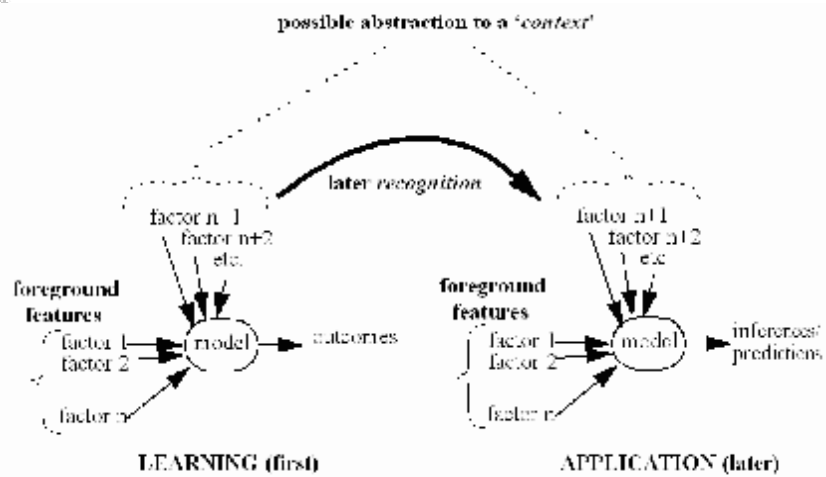 possible abstraction to a 'context'
later recognition
factor n+1
factor n+2
etc.
foreground
features
factor 1
factor 2
factor n
model
outcomes
LEARNING (first)
factor n+1
factor n+2
etc
foreground
features
factor 1
factor 2
factor n
model
inferences/
predictions
APPLICATION (later)